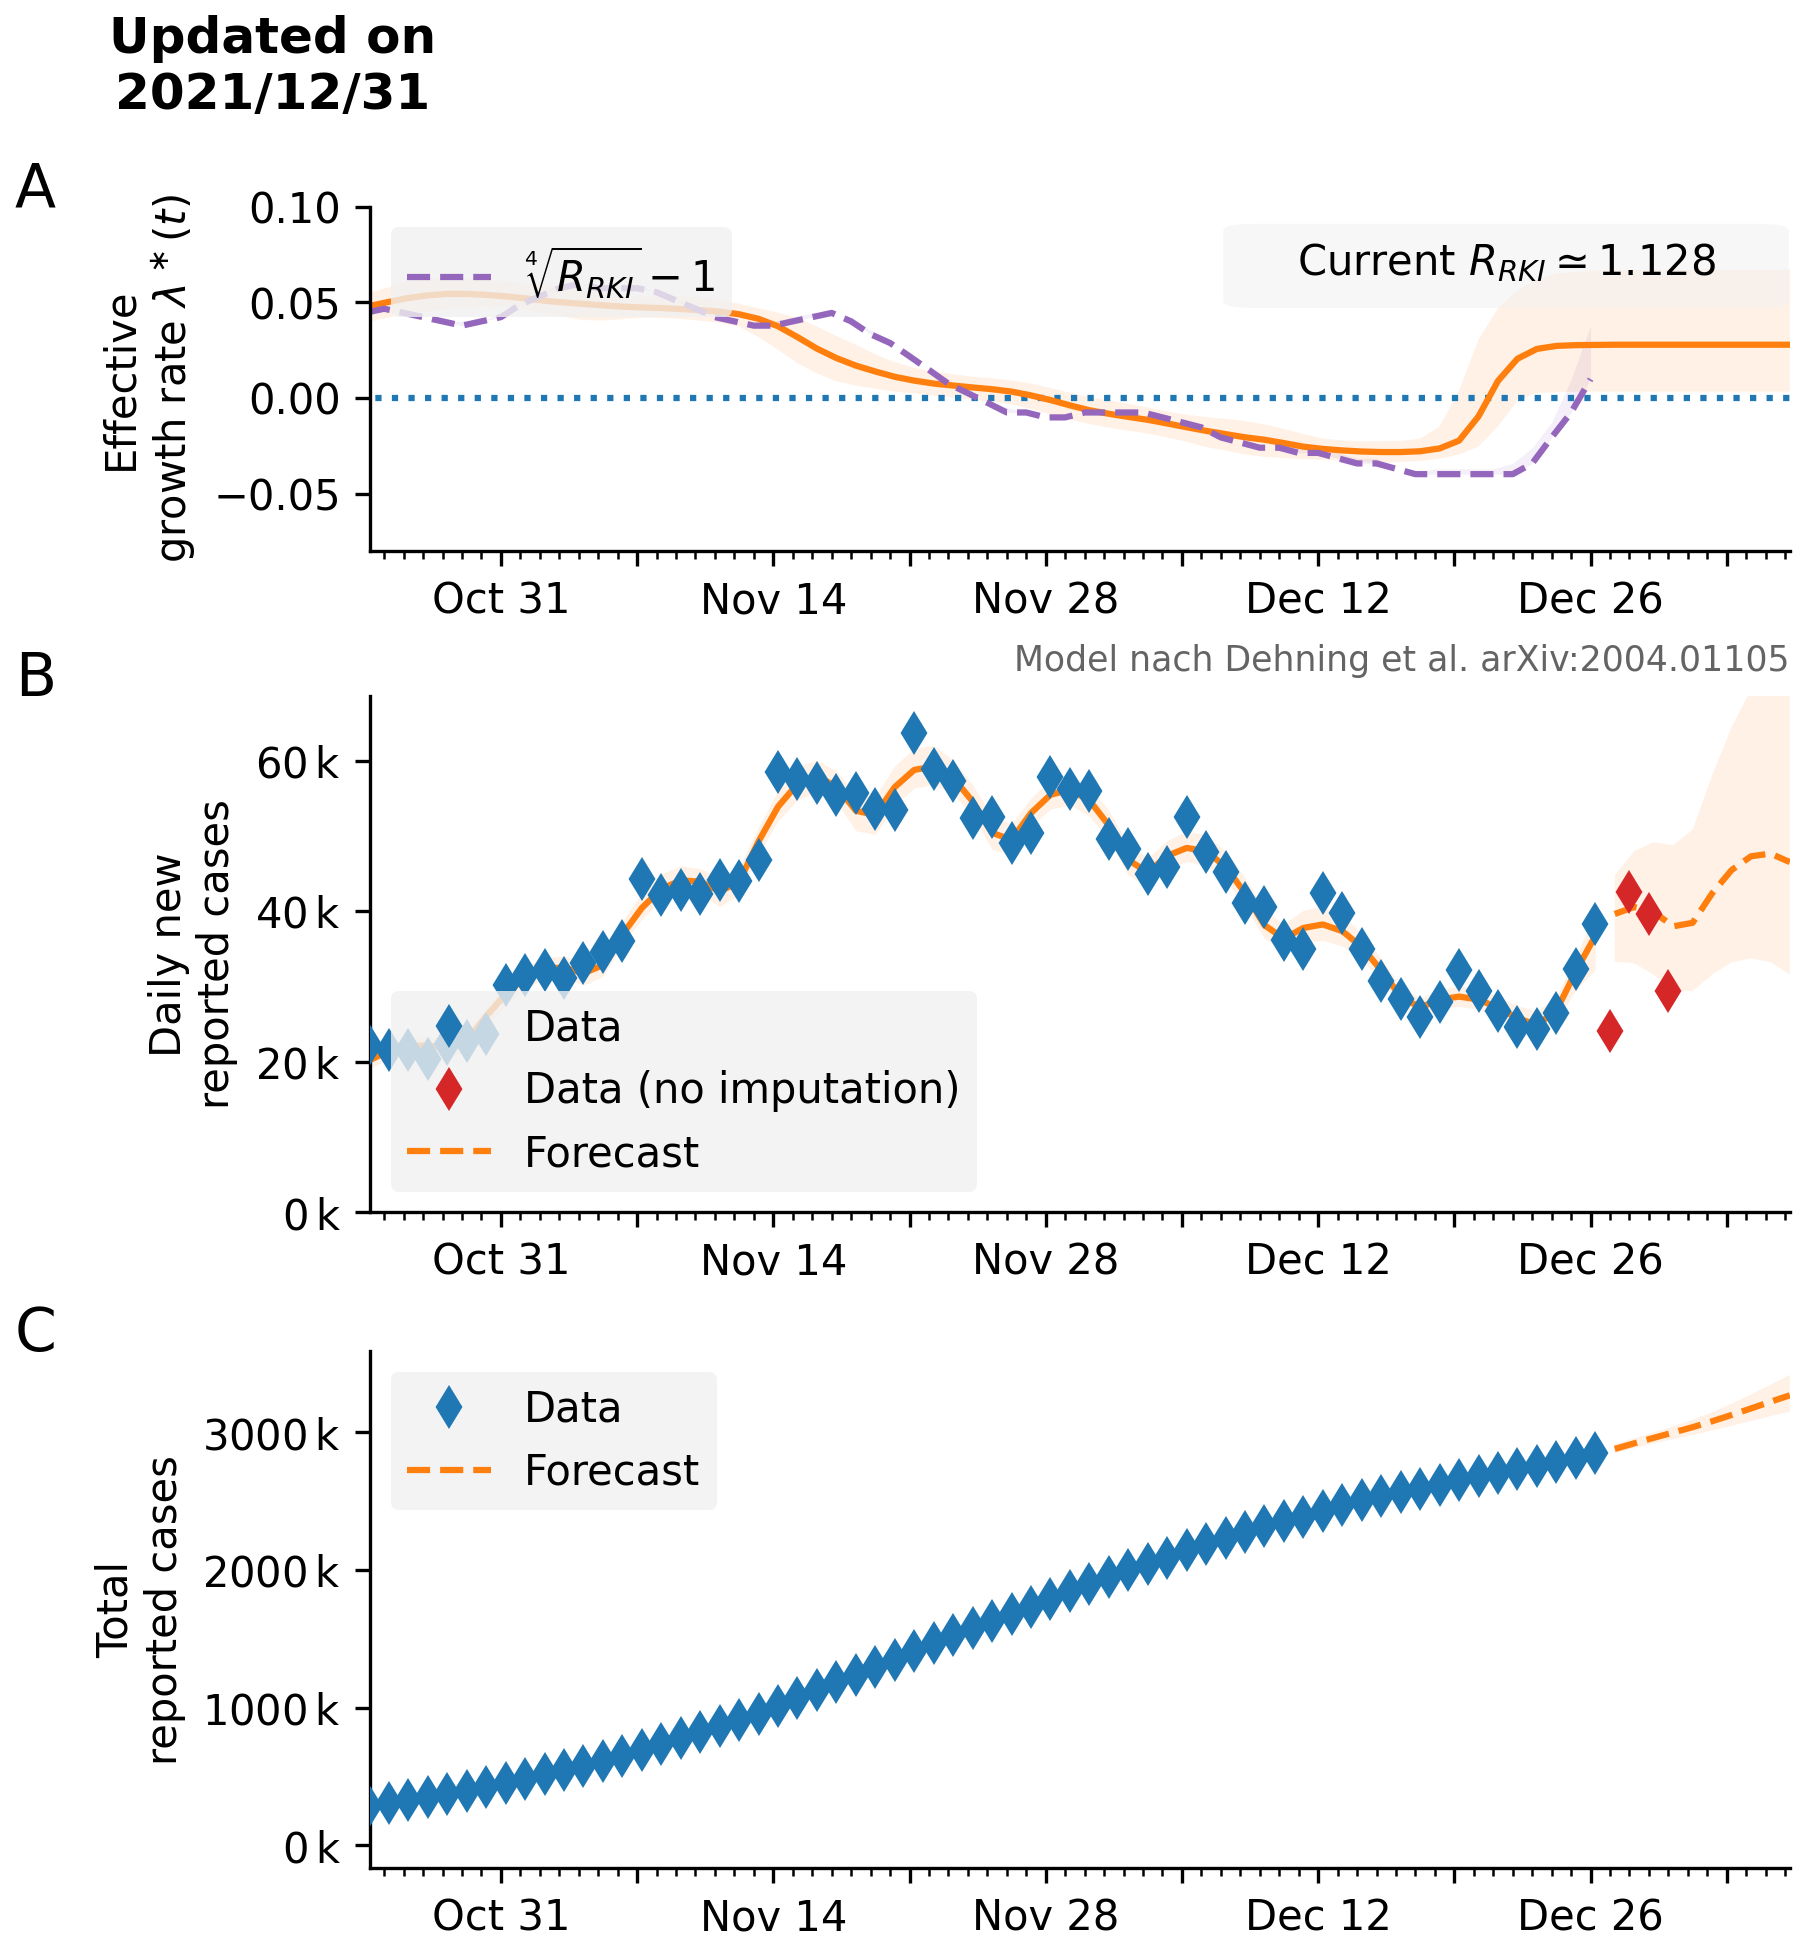 Updated on
2021/12/31
A
Effective
growth rate λ * (t)
0.10
0.05
0.00
−0.05
∜R_RKI − 1
Current R_RKI ≃ 1.128
Oct 31 Nov 14 Nov 28 Dec 12 Dec 26
Model nach Dehning et al. arXiv:2004.01105
B
Daily new
reported cases
60 k
40 k
20 k
0 k
Data
Data (no imputation)
Forecast
Oct 31 Nov 14 Nov 28 Dec 12 Dec 26
C
Total
reported cases
3000 k
2000 k
1000 k
0 k
Data
Forecast
Oct 31 Nov 14 Nov 28 Dec 12 Dec 26